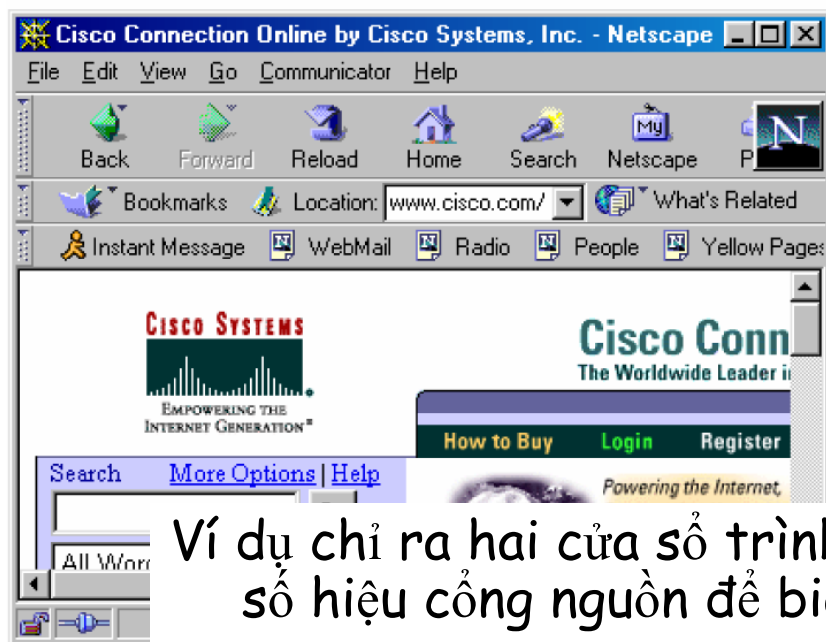 Cisco Connection Online by Cisco Systems, Inc. - Netscape
File Edit View Go Communicator Help
Back Forward Reload Home Search Netscape
Bookmarks Location: www.cisco.com/ What's Related
Instant Message WebMail Radio People Yellow Pages
CISCO SYSTEMS
EMPOWERING THE
INTERNET GENERATION
Cisco Conn
The Worldwide Leader i
How to Buy Login Register
Search More Options | Help
Powering the Internet,
All Word
Ví dụ chỉ ra hai cửa sổ trình
số hiệu cổng nguồn để bi